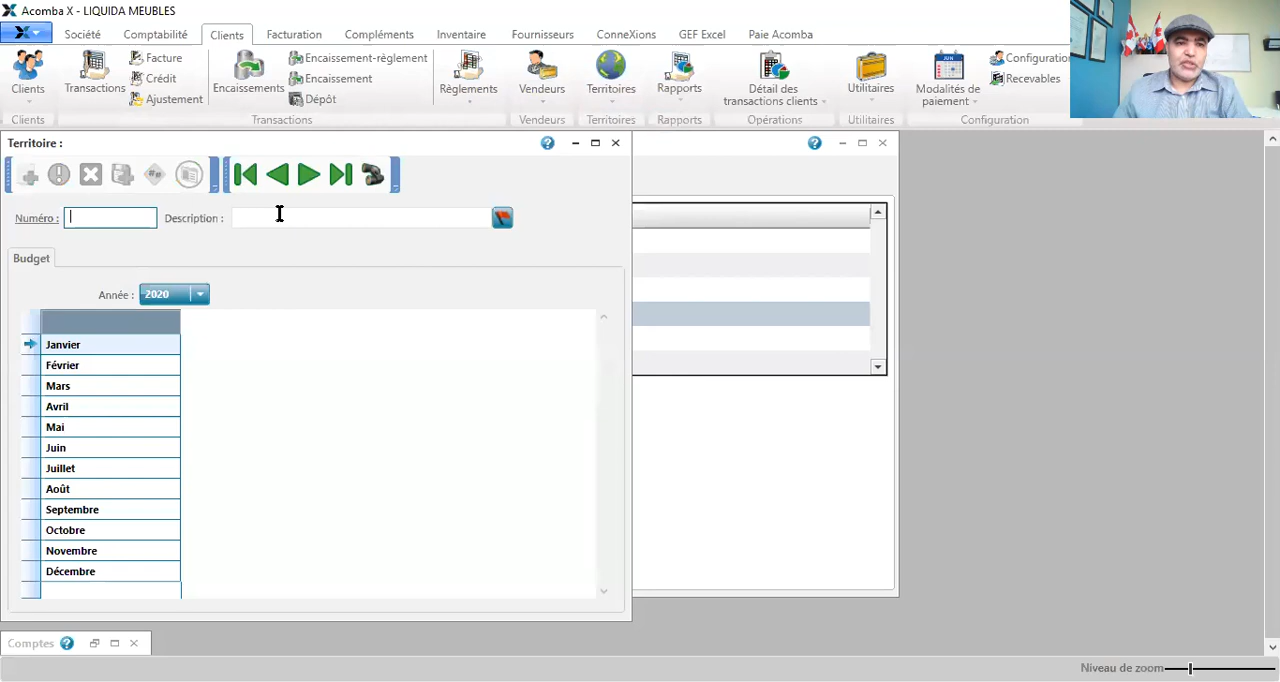 Acomba X - LIQUIDA MEUBLES
Société Comptabilité Clients Facturation Compléments Inventaire Fournisseurs ConneXions GEF Excel Paie Acomba
Clients
Transactions
Facture
Crédit
Ajustement
Encaissements
Encaissement-règlement
Encaissement
Dépôt
Règlements
Vendeurs
Territoires
Rapports
Détail des
transactions clients
Utilitaires
Modalités de
paiement
Configuration
Recevables
Clients Transactions Vendeurs Territoires Rapports Opérations Utilitaires Configuration
Territoire :
Numéro : Description :
Budget
Année : 2020
Janvier
Février
Mars
Avril
Mai
Juin
Juillet
Août
Septembre
Octobre
Novembre
Décembre
Comptes
Niveau de zoom